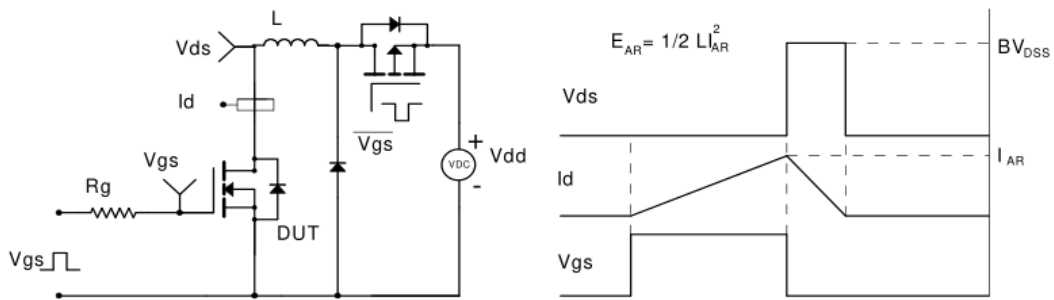 L
Vds
Id
Vgs
Vgs
+
VDC
Vdd
-
Rg
DUT
Vgs
E_AR = 1/2 LI²_AR
BV_DSS
Vds
I_AR
Id
Vgs